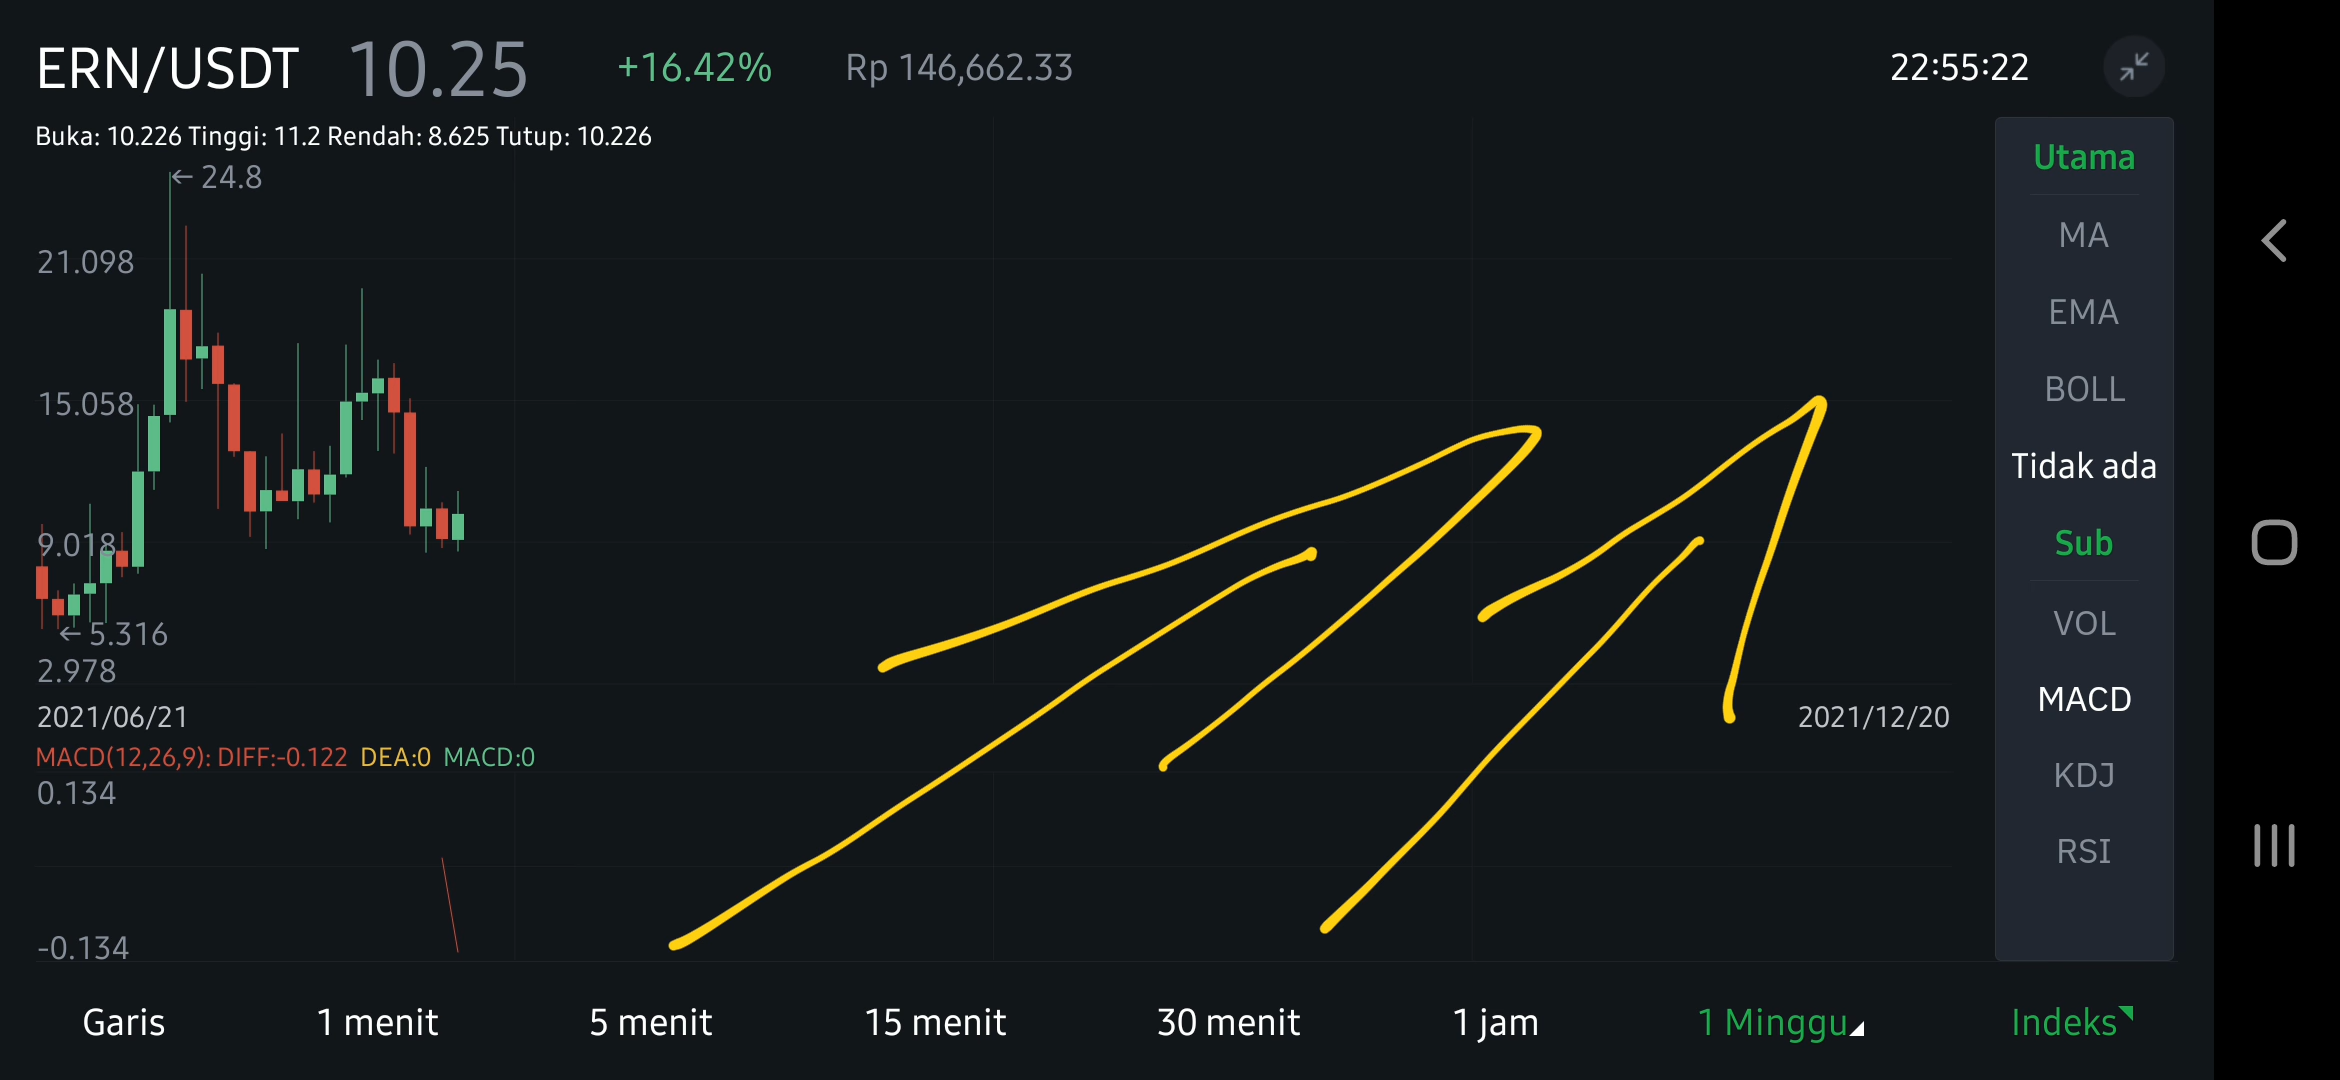 ERN/USDT 10.25 +16.42% Rp 146,662.33 22:55:22
Buka: 10.226 Tinggi: 11.2 Rendah: 8.625 Tutup: 10.226
← 24.8
21.098
15.058
9.018
← 5.316
2.978
2021/06/21 2021/12/20
MACD(12,26,9): DIFF:-0.122 DEA:0 MACD:0
0.134
-0.134
Utama
MA
EMA
BOLL
Tidak ada
Sub
VOL
MACD
KDJ
RSI
Garis 1 menit 5 menit 15 menit 30 menit 1 jam 1 Minggu Indeks